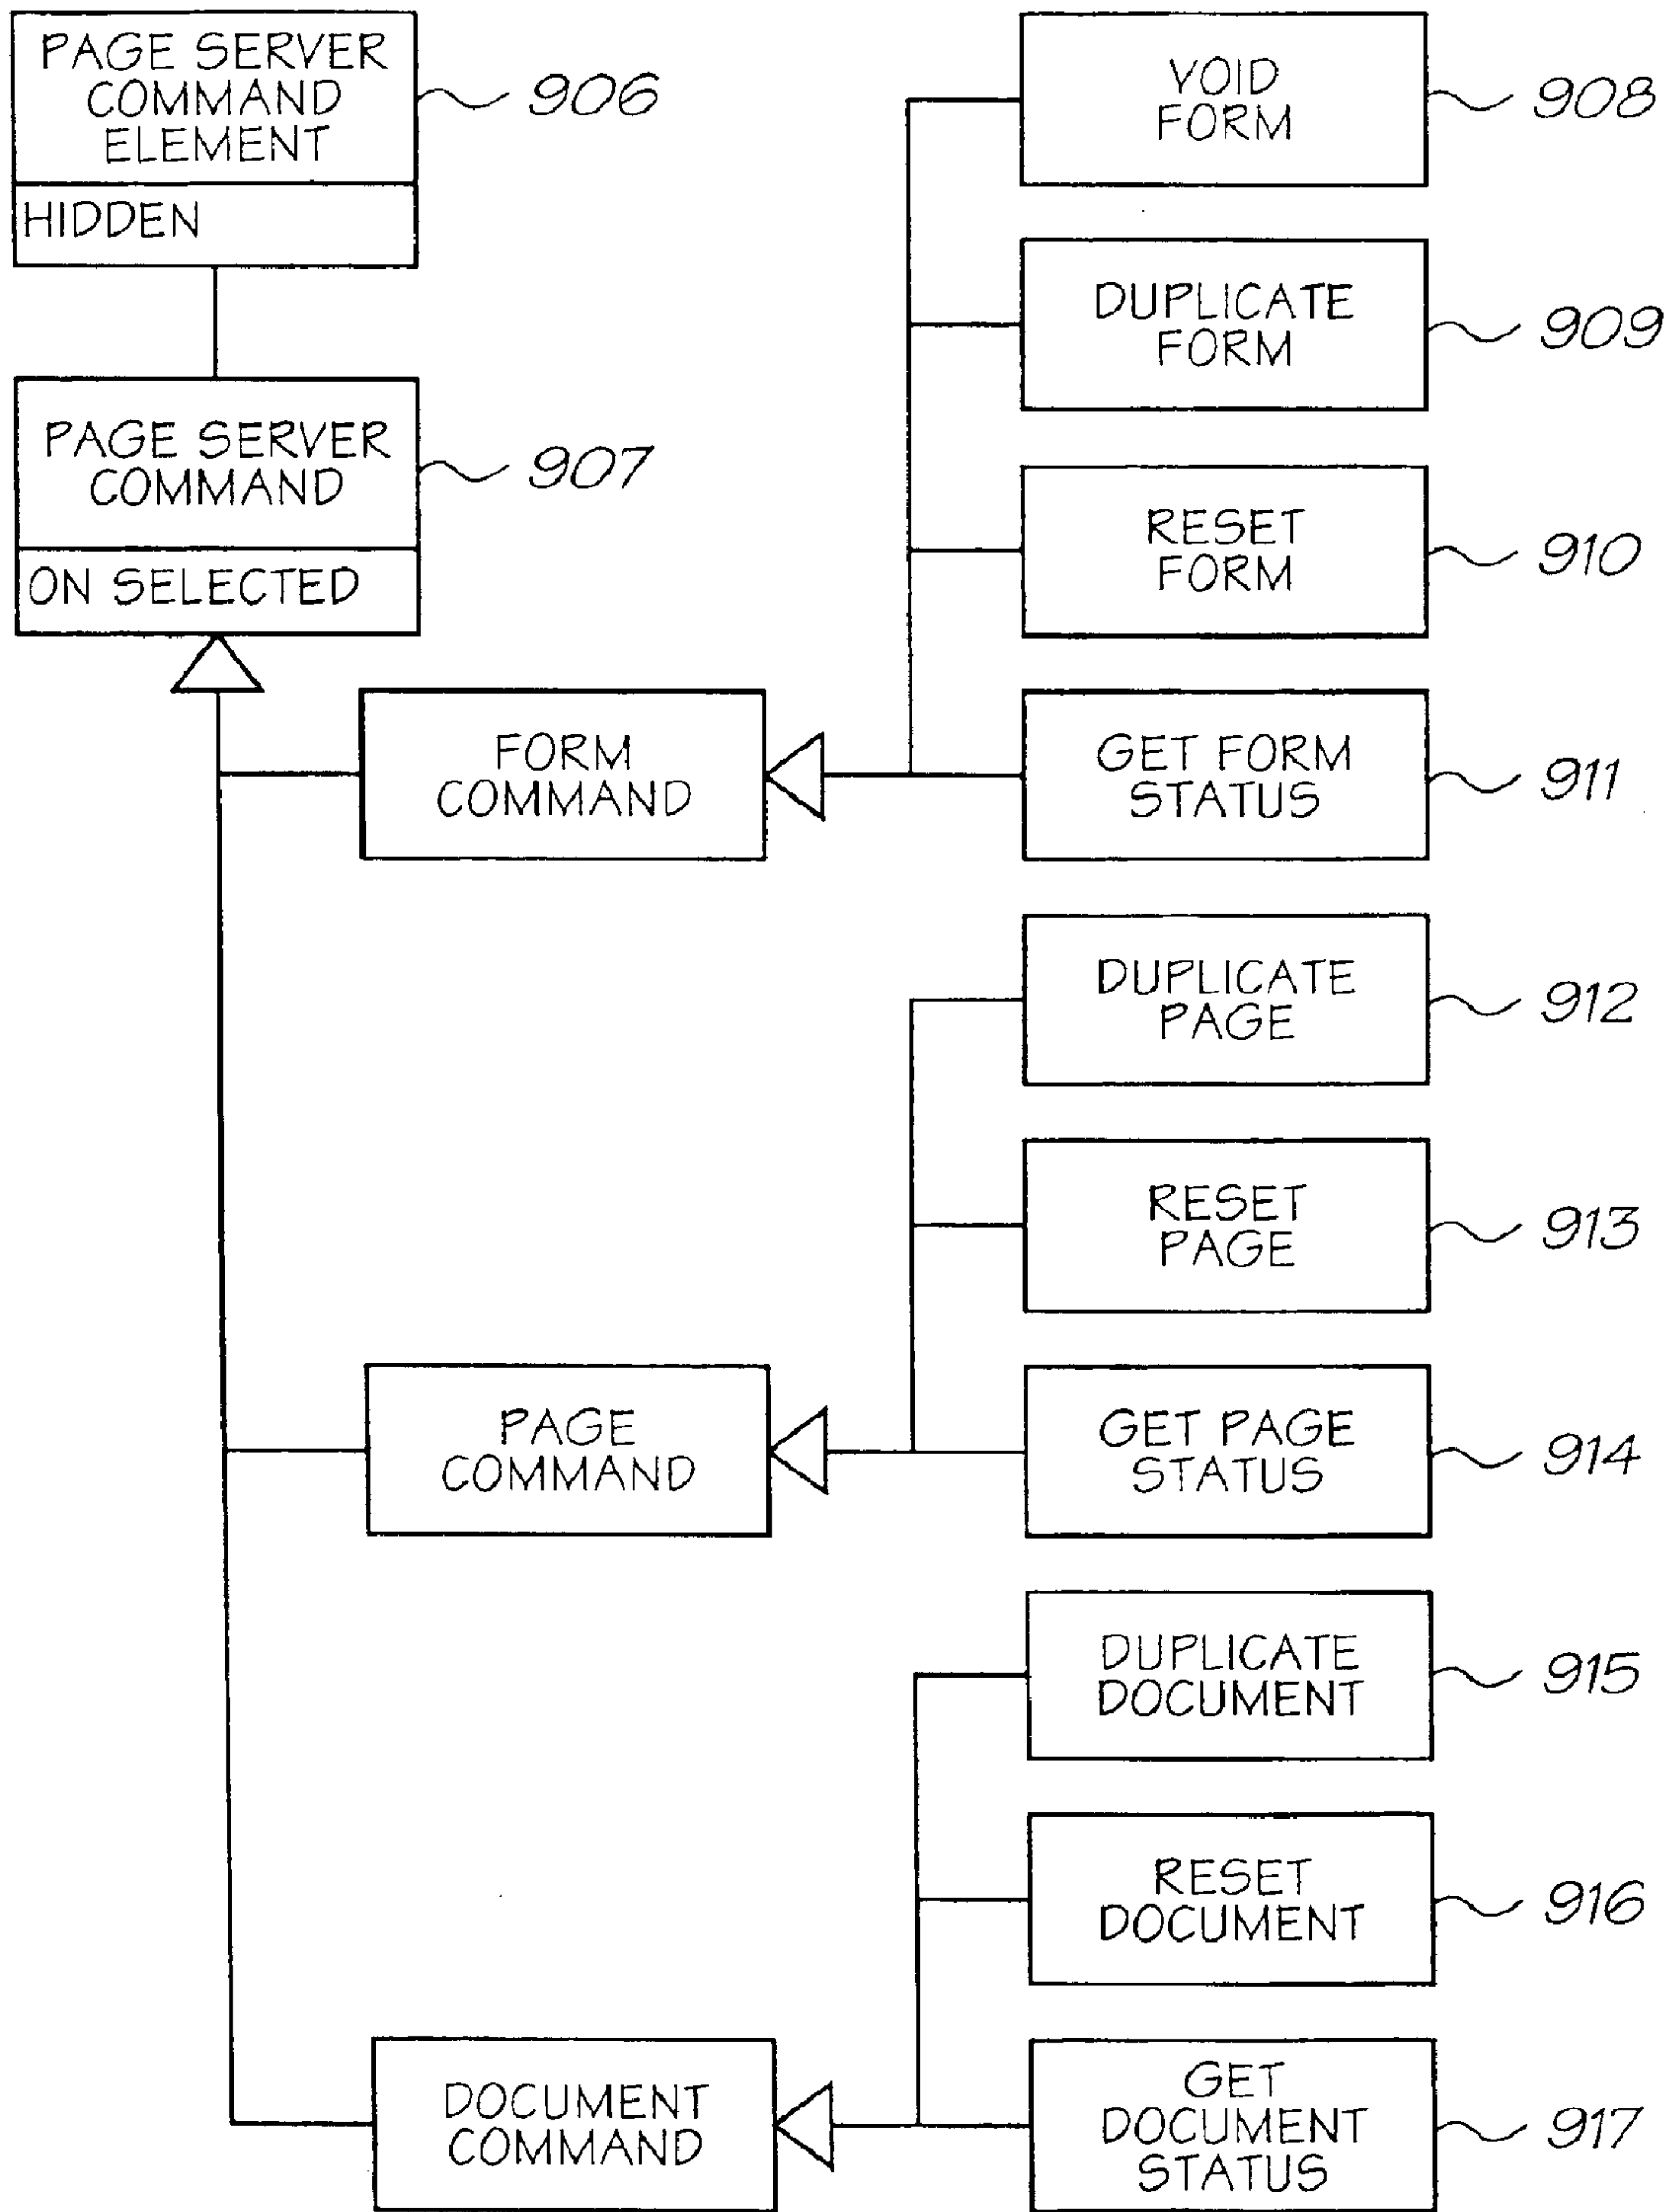 PAGE SERVER
COMMAND
ELEMENT
906
HIDDEN
PAGE SERVER
COMMAND
907
ON SELECTED
FORM
COMMAND
VOID
FORM
908
DUPLICATE
FORM
909
RESET
FORM
910
GET FORM
STATUS
911
PAGE
COMMAND
DUPLICATE
PAGE
912
RESET
PAGE
913
GET PAGE
STATUS
914
DOCUMENT
COMMAND
DUPLICATE
DOCUMENT
915
RESET
DOCUMENT
916
GET
DOCUMENT
STATUS
917